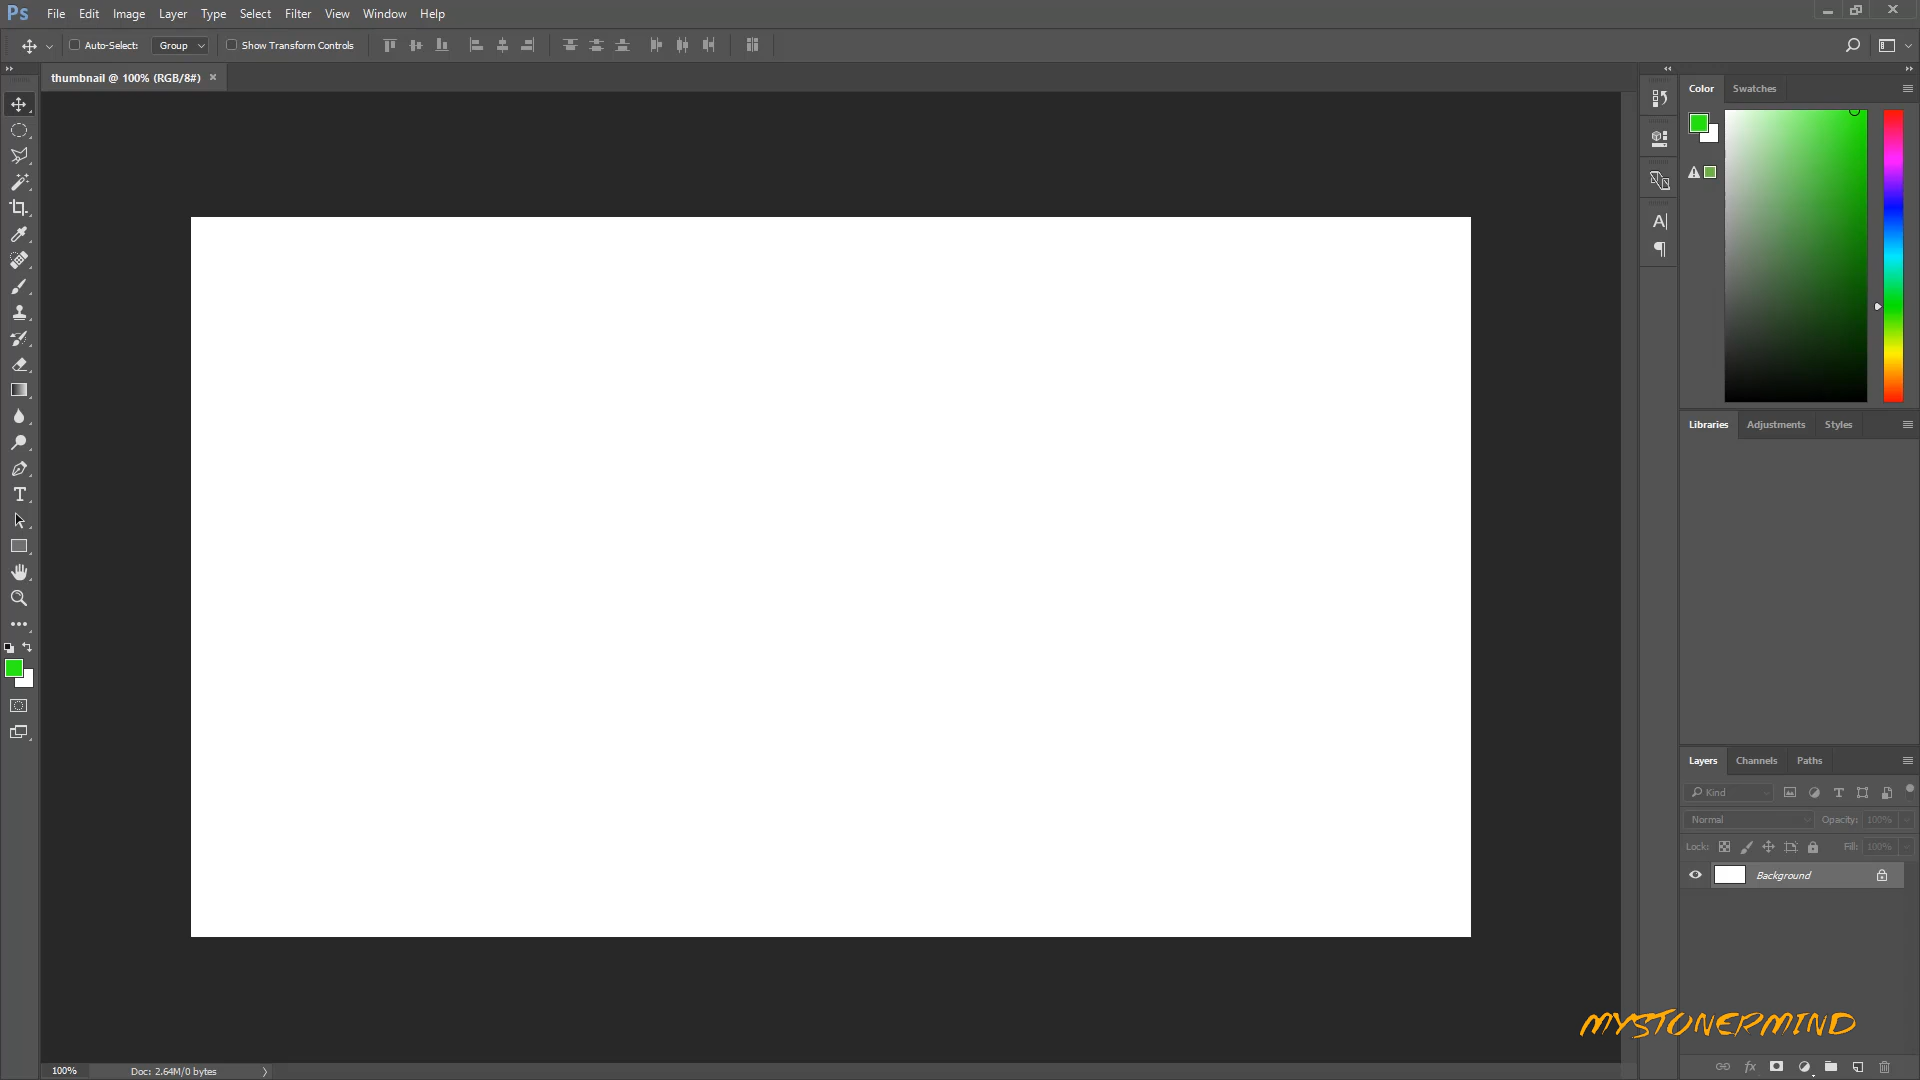 Ps File Edit Image Layer Type Select Filter View Window Help
Auto-Select: Group Show Transform Controls
thumbnail @ 100% (RGB/8#)
Color Swatches
Libraries Adjustments Styles
Layers Channels Paths
Kind
Normal Opacity: 100%
Lock: Fill: 100%
Background
MYSTONERMIND
100% Doc: 2.64M/0 bytes